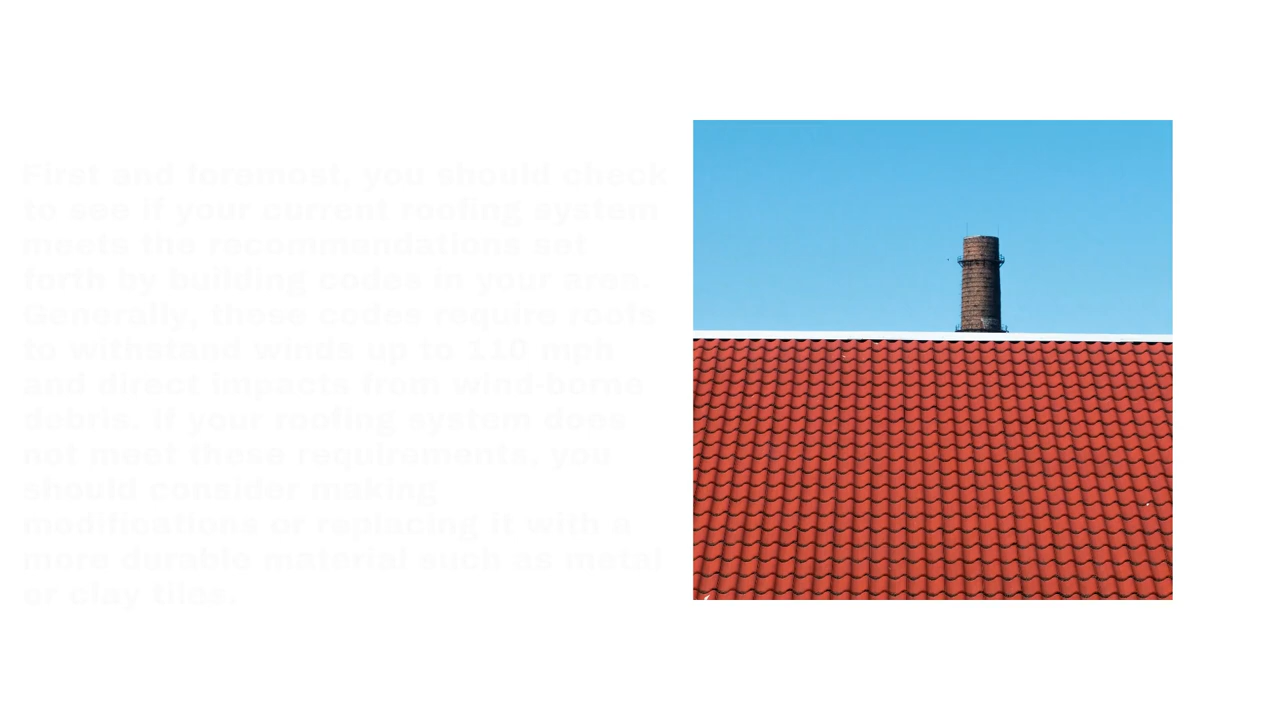 First and foremost, you should check
to see if your current roofing system
meets the recommendations set
forth by building codes in your area.
Generally, these codes require roofs
to withstand winds up to 110 mph
and direct impacts from wind-borne
debris. If your roofing system does
not meet these requirements, you
should consider making
modifications or replacing it with a
more durable material such as metal
or clay tiles.